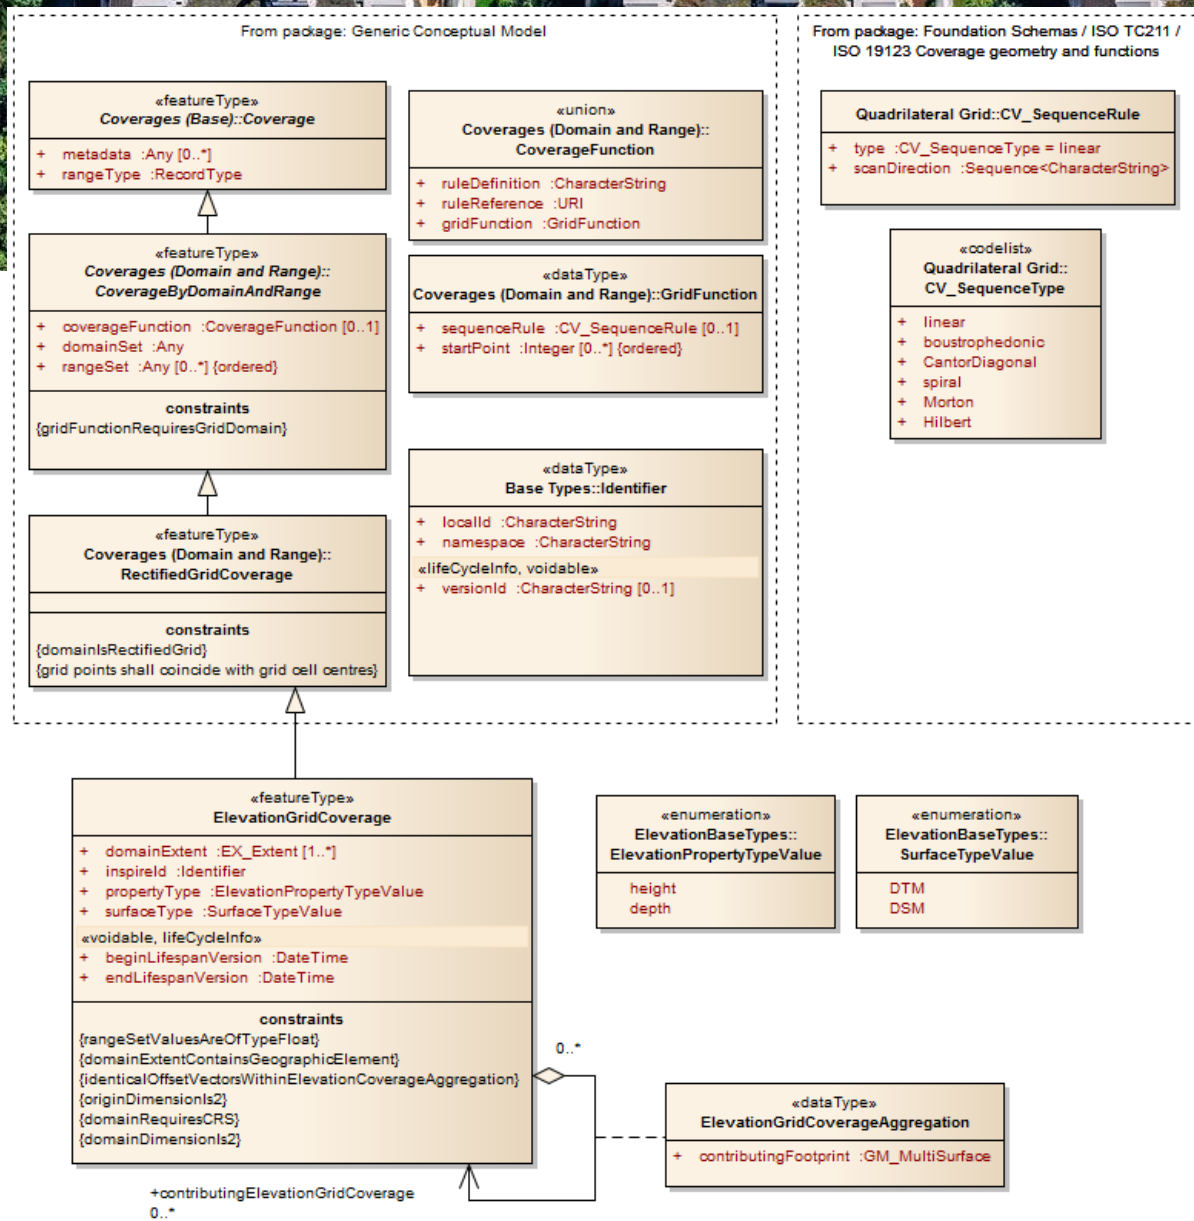 From package: Generic Conceptual Model
«featureType»
Coverages (Base)::Coverage
+ metadata :Any [0..*]
+ rangeType :RecordType
«featureType»
Coverages (Domain and Range)::
CoverageByDomainAndRange
+ coverageFunction :CoverageFunction [0..1]
+ domainSet :Any
+ rangeSet :Any [0..*] {ordered}
constraints
{gridFunctionRequiresGridDomain}
«featureType»
Coverages (Domain and Range)::
RectifiedGridCoverage
constraints
{domainIsRectifiedGrid}
{grid points shall coincide with grid cell centres}
«union»
Coverages (Domain and Range)::
CoverageFunction
+ ruleDefinition :CharacterString
+ ruleReference :URI
+ gridFunction :GridFunction
«dataType»
Coverages (Domain and Range)::GridFunction
+ sequenceRule :CV_SequenceRule [0..1]
+ startPoint :Integer [0..*] {ordered}
«dataType»
Base Types::Identifier
+ localId :CharacterString
+ namespace :CharacterString
«lifeCycleInfo, voidable»
+ versionId :CharacterString [0..1]
From package: Foundation Schemas / ISO TC211 /
ISO 19123 Coverage geometry and functions
Quadrilateral Grid::CV_SequenceRule
+ type :CV_SequenceType = linear
+ scanDirection :Sequence<CharacterString>
«codelist»
Quadrilateral Grid::
CV_SequenceType
+ linear
+ boustrophedonic
+ CantorDiagonal
+ spiral
+ Morton
+ Hilbert
«featureType»
ElevationGridCoverage
+ domainExtent :EX_Extent [1..*]
+ inspireId :Identifier
+ propertyType :ElevationPropertyTypeValue
+ surfaceType :SurfaceTypeValue
«voidable, lifeCycleInfo»
+ beginLifespanVersion :DateTime
+ endLifespanVersion :DateTime
constraints
{rangeSetValuesAreOfTypeFloat}
{domainExtentContainsGeographicElement}
{identicalOffsetVectorsWithinElevationCoverageAggregation}
{originDimensionIs2}
{domainRequiresCRS}
{domainDimensionIs2}
«enumeration»
ElevationBaseTypes::
ElevationPropertyTypeValue
height
depth
«enumeration»
ElevationBaseTypes::
SurfaceTypeValue
DTM
DSM
0..*
«dataType»
ElevationGridCoverageAggregation
+ contributingFootprint :GM_MultiSurface
+contributingElevationGridCoverage
0..*